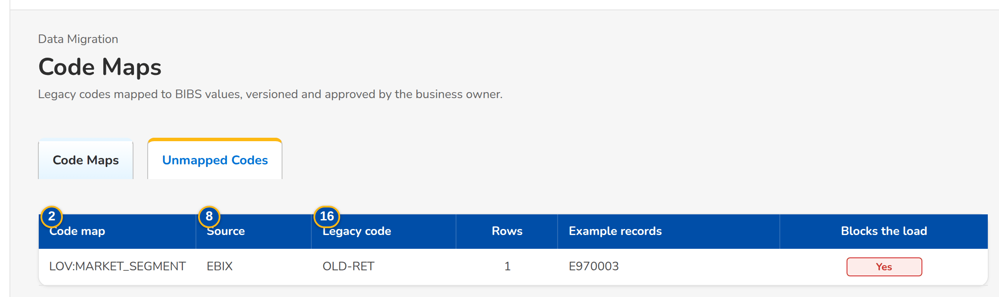 Data Migration
Code Maps
Legacy codes mapped to BIBS values, versioned and approved by the business owner.
Code Maps
Unmapped Codes
2 8 16
Code map Source Legacy code Rows Example records Blocks the load
LOV:MARKET_SEGMENT EBIX OLD-RET 1 E970003 Yes